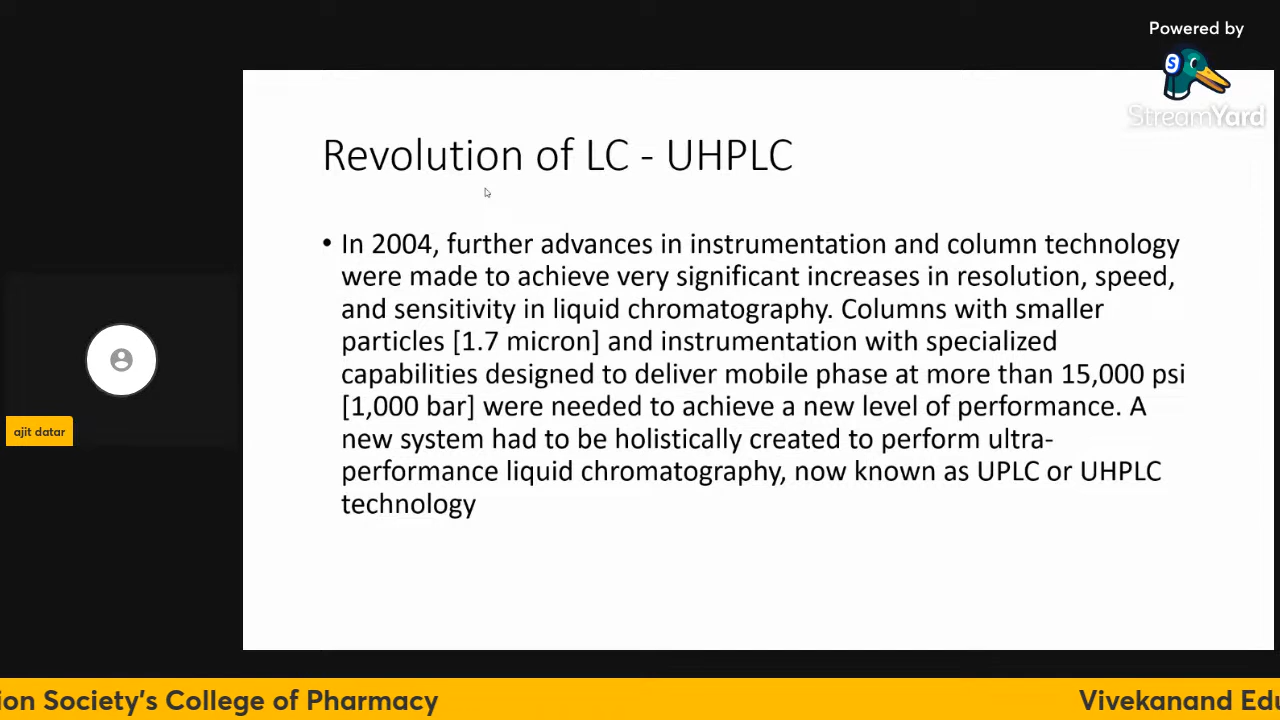 Powered by
StreamYard
Revolution of LC - UHPLC
• In 2004, further advances in instrumentation and column technology
were made to achieve very significant increases in resolution, speed,
and sensitivity in liquid chromatography. Columns with smaller
particles [1.7 micron] and instrumentation with specialized
capabilities designed to deliver mobile phase at more than 15,000 psi
[1,000 bar] were needed to achieve a new level of performance. A
new system had to be holistically created to perform ultra-
performance liquid chromatography, now known as UPLC or UHPLC
technology
ajit datar
ion Society's College of Pharmacy
Vivekanand Edu